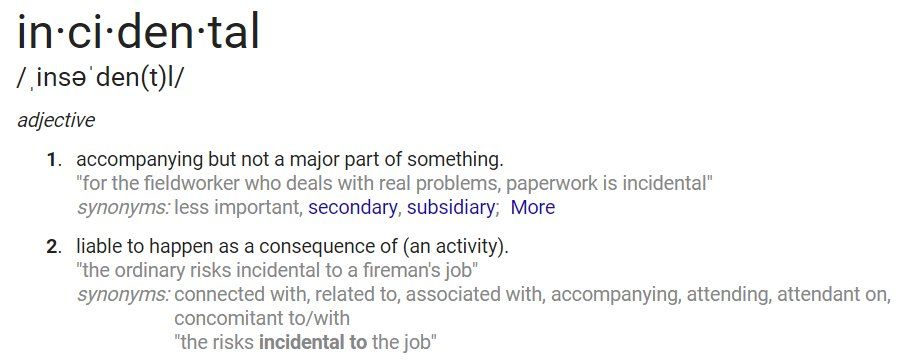 in·ci·den·tal
/ˌinsəˈden(t)l/
adjective
1. accompanying but not a major part of something.
"for the fieldworker who deals with real problems, paperwork is incidental"
synonyms: less important, secondary, subsidiary; More
2. liable to happen as a consequence of (an activity).
"the ordinary risks incidental to a fireman's job"
synonyms: connected with, related to, associated with, accompanying, attending, attendant on,
concomitant to/with
"the risks incidental to the job"